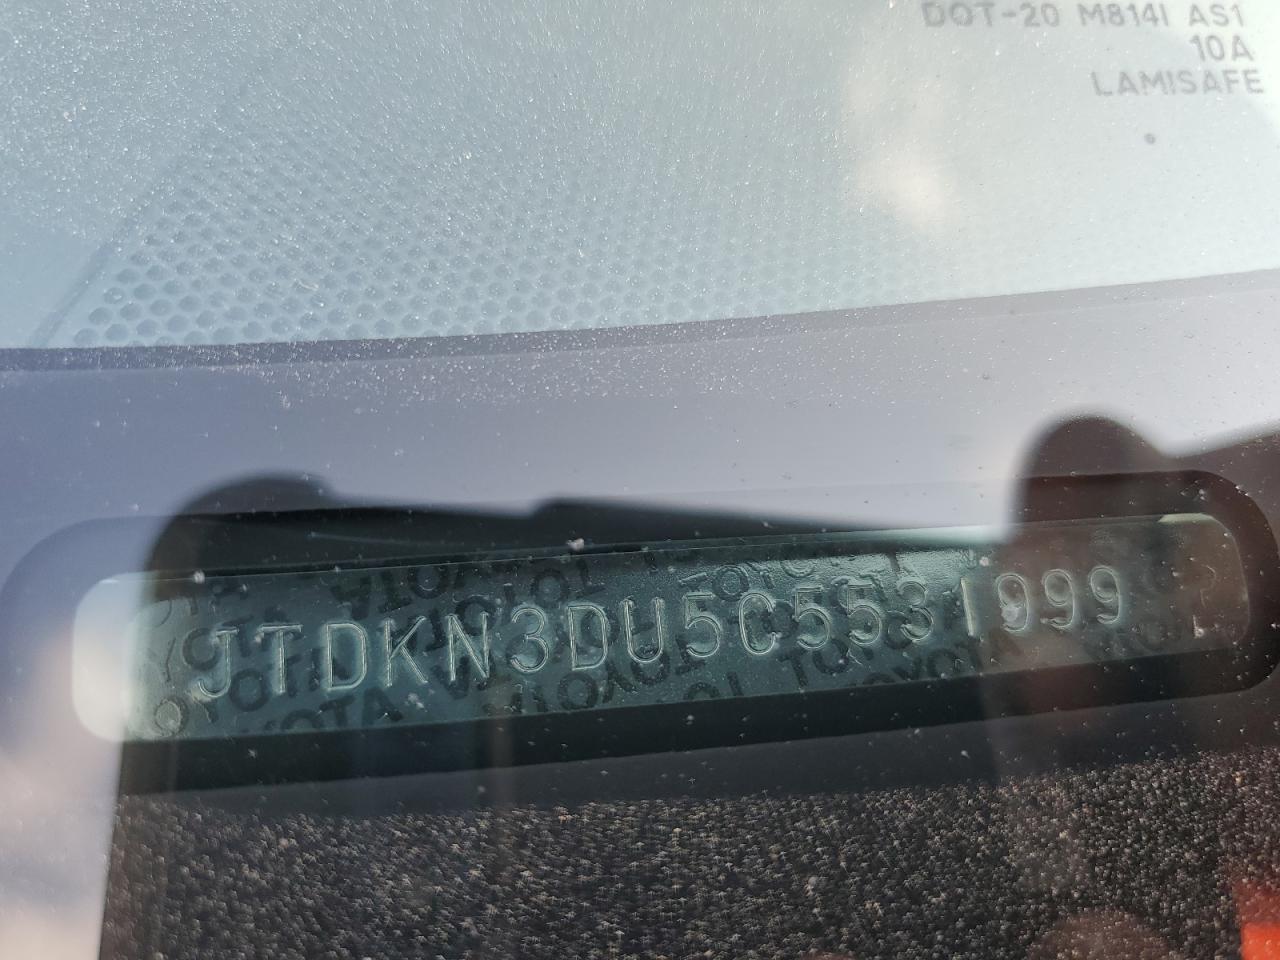 DOT-20 M814I AS1
10A
LAMISAFE
JTDKN3DU5C5531999